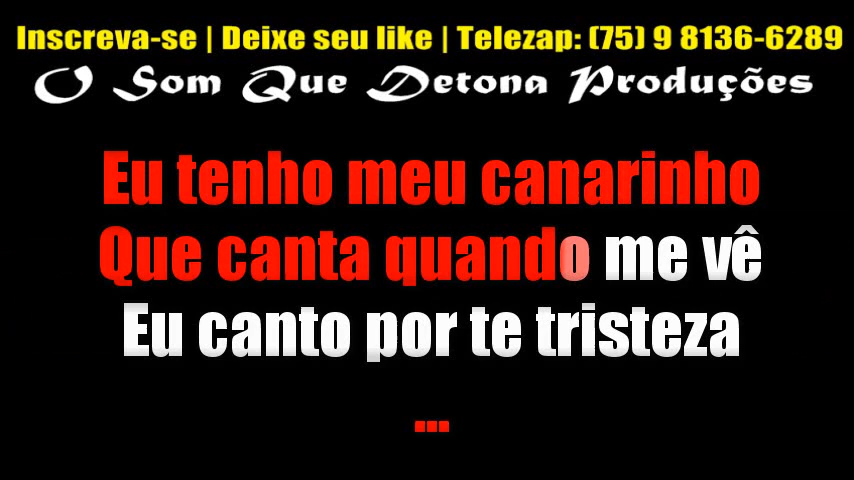 Inscreva-se | Deixe seu like | Telezap: (75) 9 8136-6289
O Som Que Detona Produções
Eu tenho meu canarinho
Que canta quando me vê
Eu canto por te tristeza
...